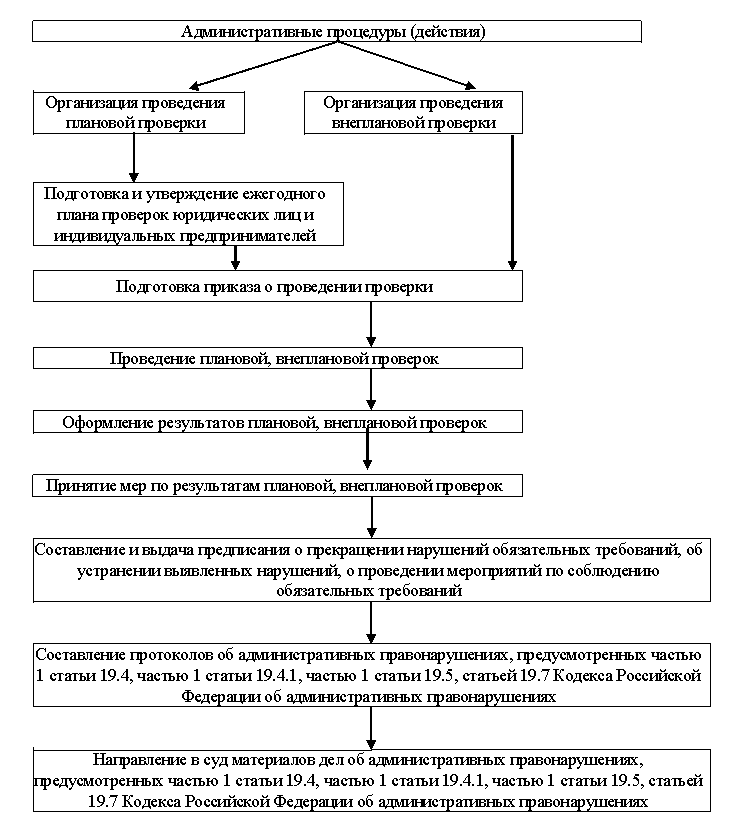 Административные процедуры (действия)
Организация проведения
плановой проверки
Организация проведения
внеплановой проверки
Подготовка и утверждение ежегодного
плана проверок юридических лиц и
индивидуальных предпринимателей
Подготовка приказа о проведении проверки
Проведение плановой, внеплановой проверок
Оформление результатов плановой, внеплановой проверок
Принятие мер по результатам плановой, внеплановой проверок
Составление и выдача предписания о прекращении нарушений обязательных требований, об
устранении выявленных нарушений, о проведении мероприятий по соблюдению
обязательных требований
Составление протоколов об административных правонарушениях, предусмотренных частью
1 статьи 19.4, частью 1 статьи 19.4.1, частью 1 статьи 19.5, статьей 19.7 Кодекса Российской
Федерации об административных правонарушениях
Направление в суд материалов дел об административных правонарушениях,
предусмотренных частью 1 статьи 19.4, частью 1 статьи 19.4.1, частью 1 статьи 19.5, статьей
19.7 Кодекса Российской Федерации об административных правонарушениях